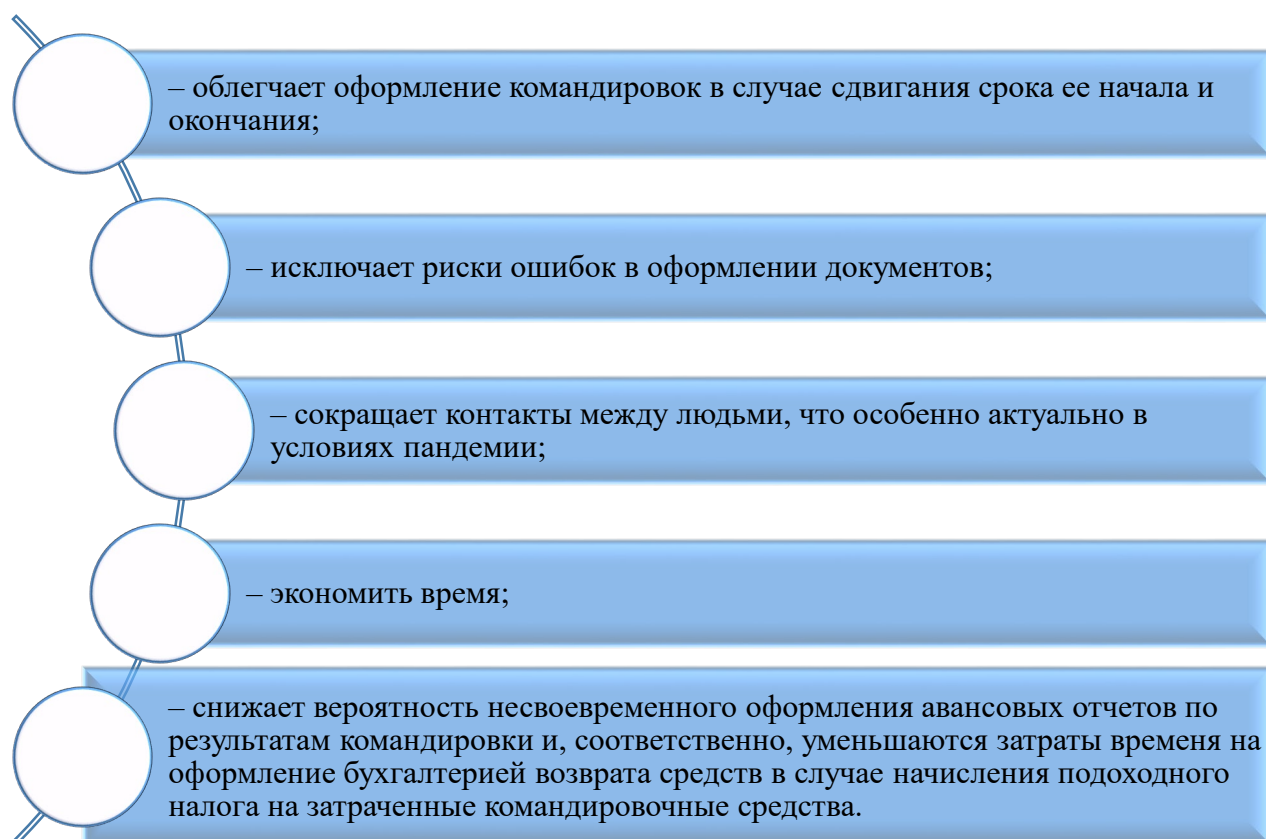 – облегчает оформление командировок в случае сдвигания срока ее начала и
окончания;
– исключает риски ошибок в оформлении документов;
– сокращает контакты между людьми, что особенно актуально в
условиях пандемии;
– экономить время;
– снижает вероятность несвоевременного оформления авансовых отчетов по
результатам командировки и, соответственно, уменьшаются затраты временя на
оформление бухгалтерией возврата средств в случае начисления подоходного
налога на затраченные командировочные средства.